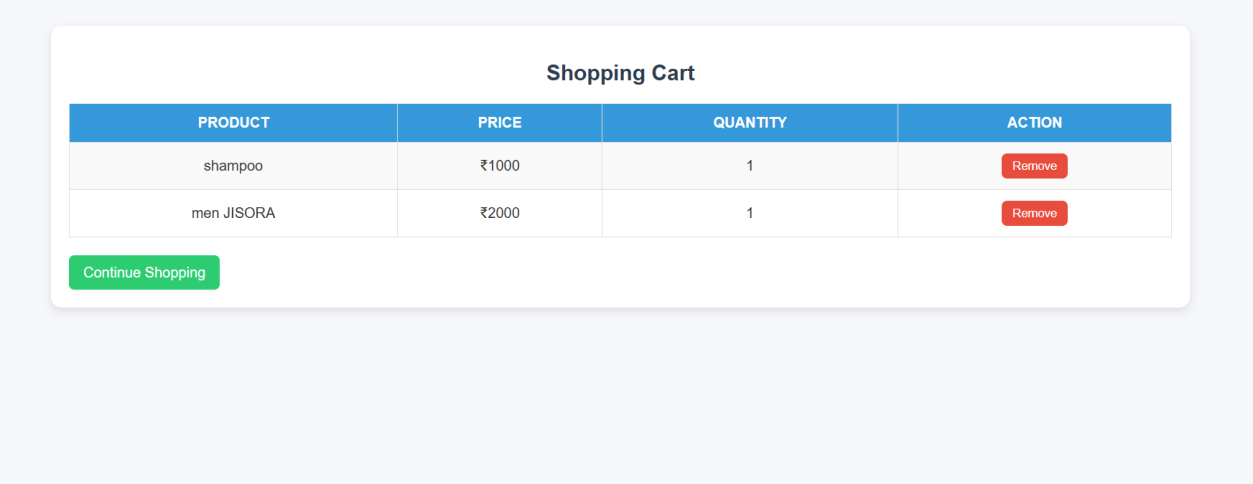 Shopping Cart
PRODUCT PRICE QUANTITY ACTION
shampoo ₹1000 1 Remove
men JISORA ₹2000 1 Remove
Continue Shopping